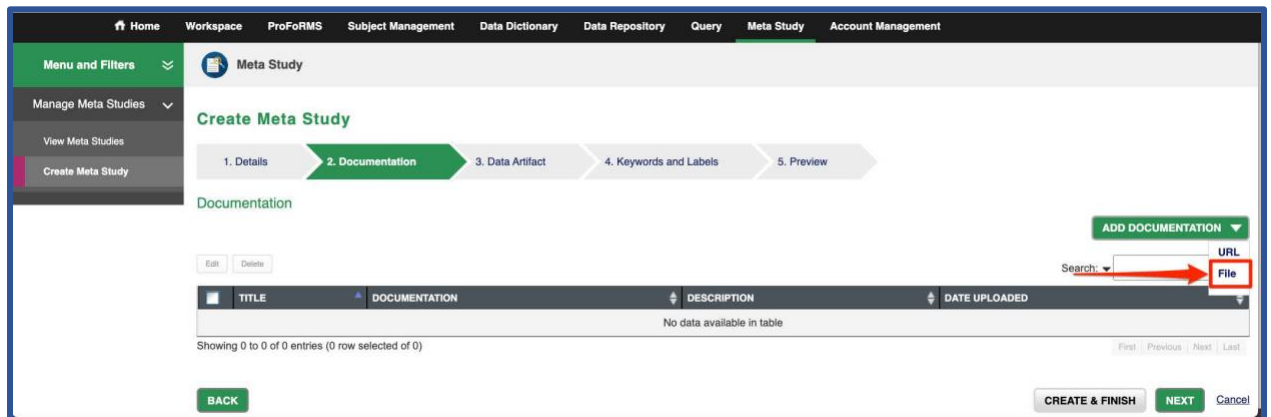 Home Workspace ProFoRMS Subject Management Data Dictionary Data Repository Query Meta Study Account Management
Menu and Filters
Meta Study
Manage Meta Studies
View Meta Studies
Create Meta Study
Create Meta Study
1. Details 2. Documentation 3. Data Artifact 4. Keywords and Labels 5. Preview
Documentation
ADD DOCUMENTATION
URL
File
Edit Delete
Search:
TITLE DOCUMENTATION DESCRIPTION DATE UPLOADED
No data available in table
Showing 0 to 0 of 0 entries (0 row selected of 0)
First Previous Next Last
BACK CREATE & FINISH NEXT Cancel